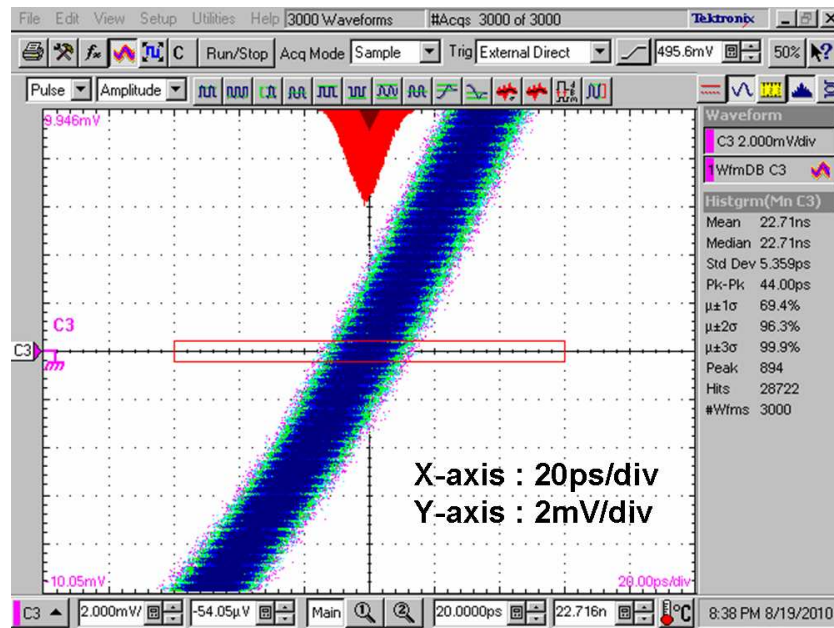 File Edit View Setup Utilities Help 3000 Waveforms #Acqs 3000 of 3000 Tektronix
C Run/Stop Acq Mode Sample Trig External Direct 495.6mV 50%
Pulse Amplitude
9.946mV
Waveform
C3 2.000mV/div
1 WfmDB C3
Histgrm(Mn C3)
Mean 22.71ns
Median 22.71ns
Std Dev 5.359ps
Pk-Pk 44.00ps
µ±1σ 69.4%
µ±2σ 96.3%
µ±3σ 99.9%
Peak 894
Hits 28722
#Wfms 3000
C3
C3
X-axis : 20ps/div
Y-axis : 2mV/div
-10.05mV
20.00ps/div
C3 2.000mV/ -54.05µV Main 20.0000ps 22.716n °C 8:38 PM 8/19/2010